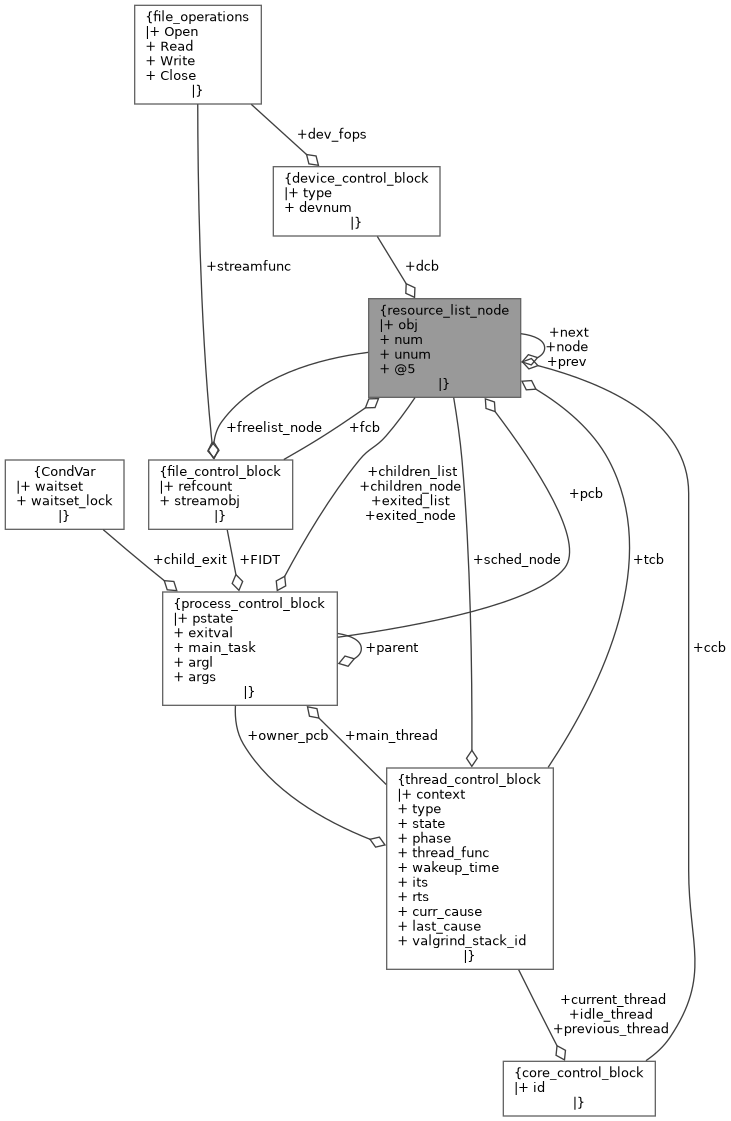 {file_operations
|+ Open
+ Read
+ Write
+ Close
|}
+dev_fops
{device_control_block
|+ type
+ devnum
|}
+streamfunc
+dcb
{resource_list_node
|+ obj
+ num
+ unum
+ @5
|}
+next
+node
+prev
+freelist_node
+fcb
{CondVar
|+ waitset
+ waitset_lock
|}
{file_control_block
|+ refcount
+ streamobj
|}
+children_list
+children_node
+exited_list
+exited_node
+pcb
+child_exit
+FIDT
+sched_node
+tcb
{process_control_block
|+ pstate
+ exitval
+ main_task
+ argl
+ args
|}
+parent
+ccb
+owner_pcb
+main_thread
{thread_control_block
|+ context
+ type
+ state
+ phase
+ thread_func
+ wakeup_time
+ its
+ rts
+ curr_cause
+ last_cause
+ valgrind_stack_id
|}
+current_thread
+idle_thread
+previous_thread
{core_control_block
|+ id
|}